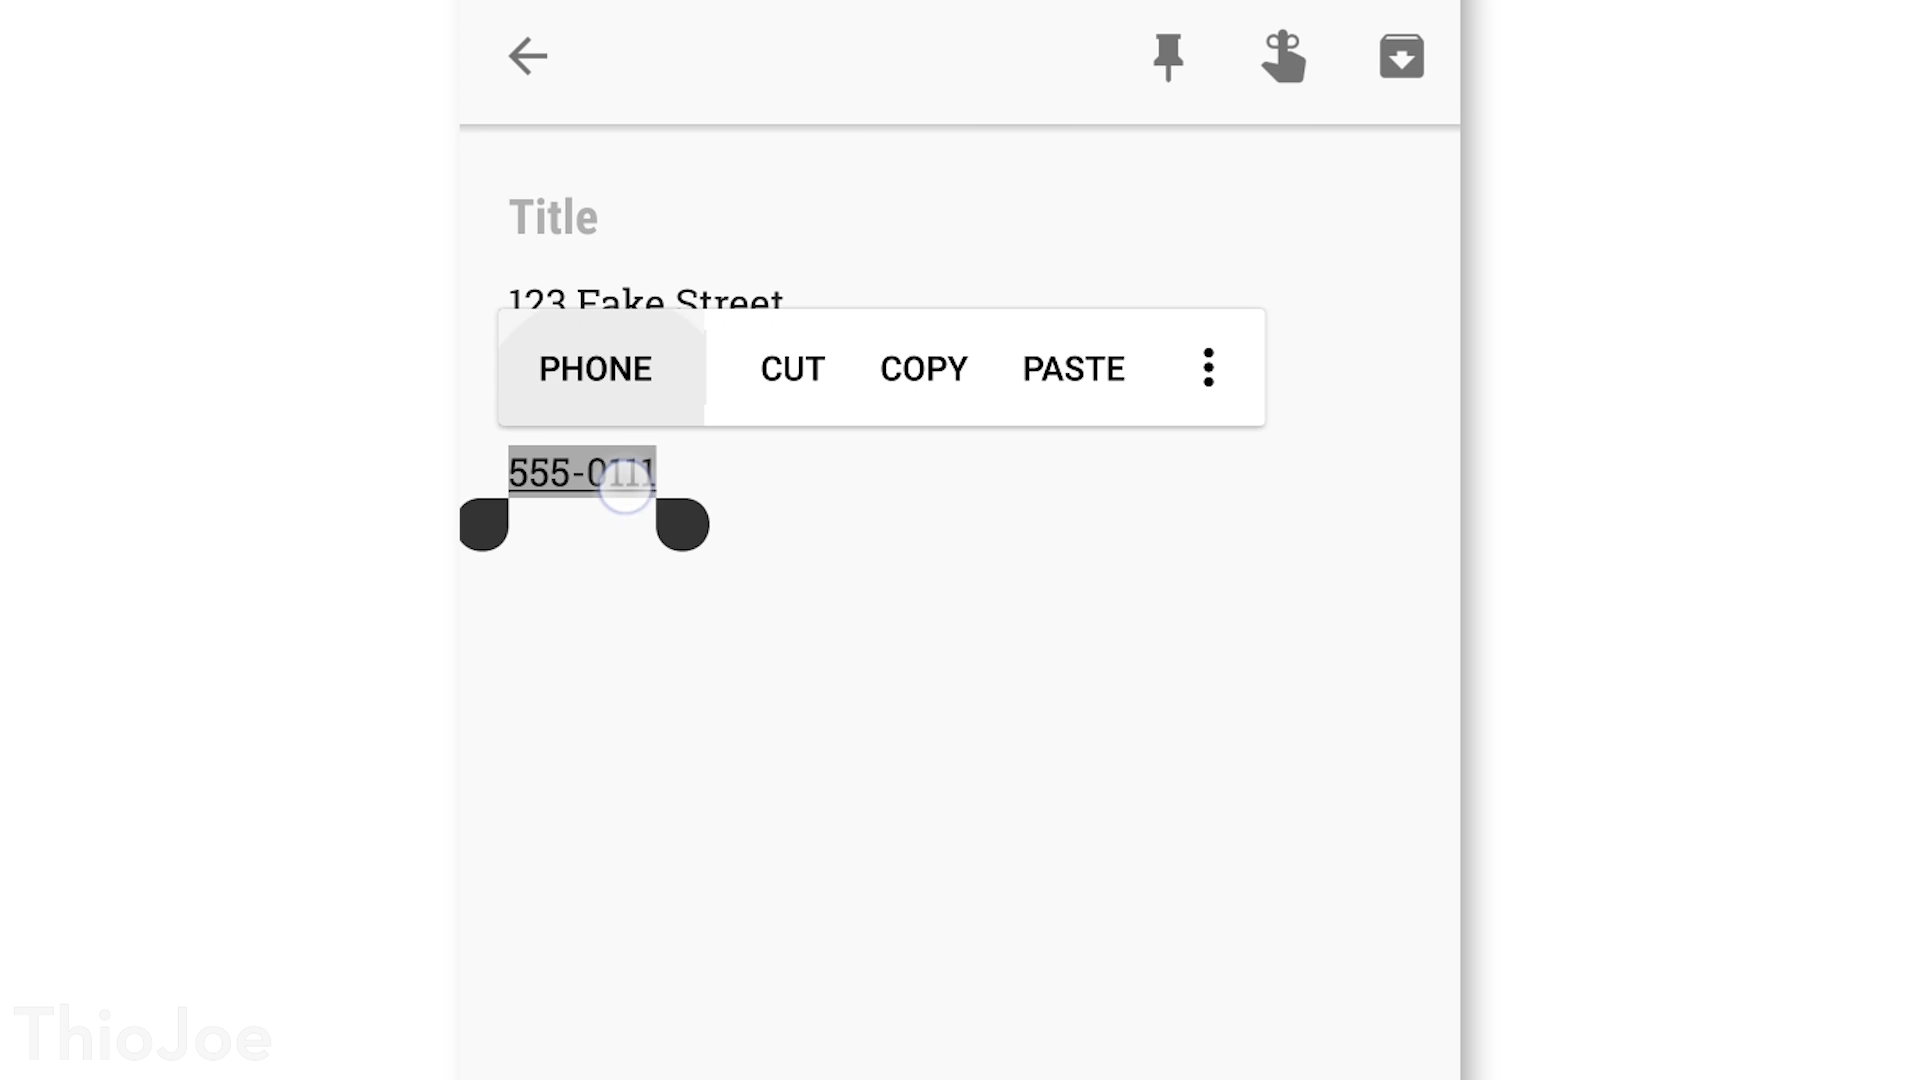 Title
123 Fake Street
PHONE CUT COPY PASTE
555-0111
ThioJoe